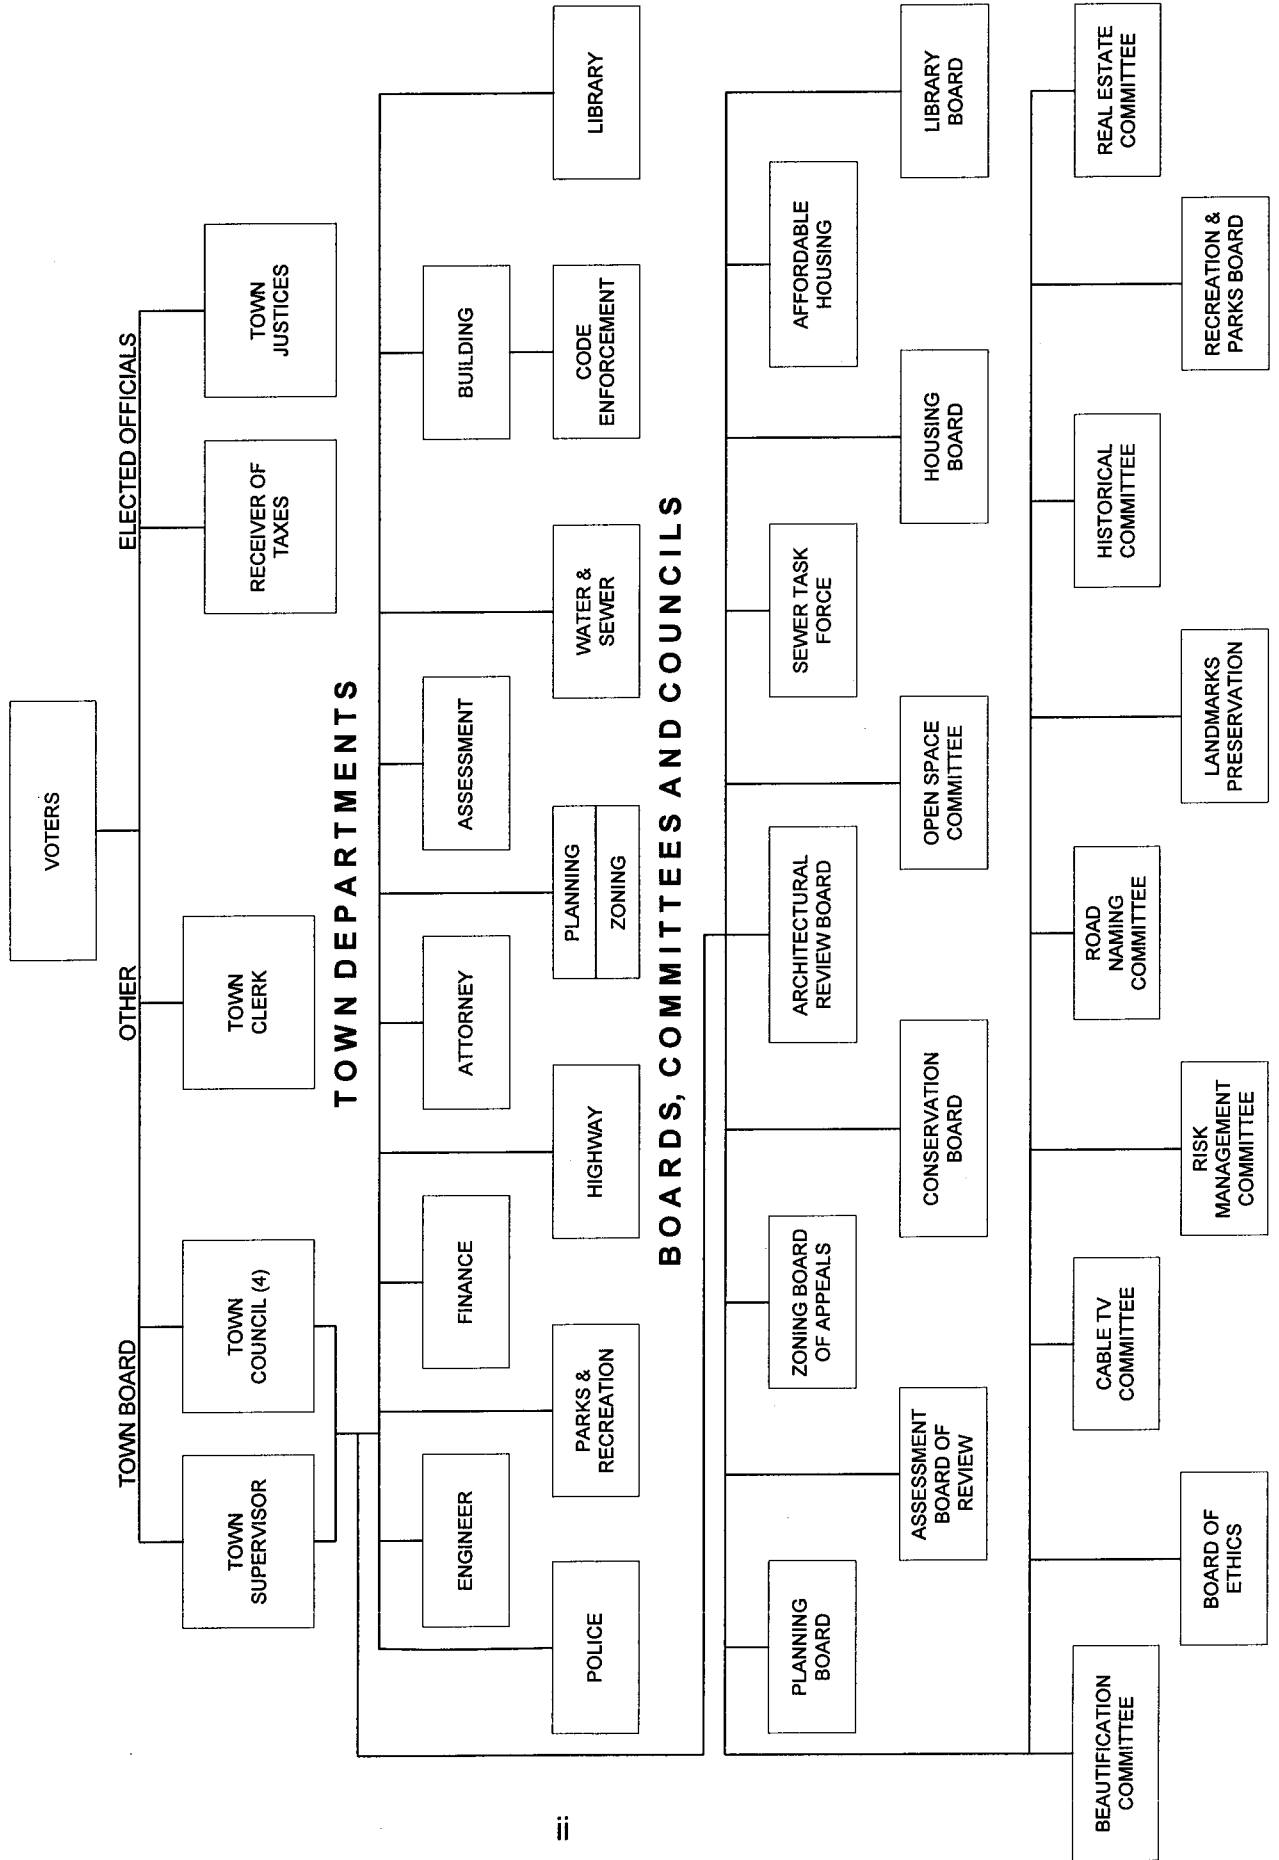 VOTERS
TOWN BOARD
OTHER
ELECTED OFFICIALS
TOWN
SUPERVISOR
TOWN
COUNCIL (4)
TOWN
CLERK
RECEIVER OF
TAXES
TOWN
JUSTICES
TOWN DEPARTMENTS
ENGINEER
FINANCE
ATTORNEY
ASSESSMENT
BUILDING
POLICE
PARKS &
RECREATION
HIGHWAY
PLANNING
ZONING
WATER &
SEWER
CODE
ENFORCEMENT
LIBRARY
BOARDS, COMMITTEES AND COUNCILS
PLANNING
BOARD
ZONING BOARD
OF APPEALS
ARCHITECTURAL
REVIEW BOARD
SEWER TASK
FORCE
AFFORDABLE
HOUSING
ASSESSMENT
BOARD OF
REVIEW
CONSERVATION
BOARD
OPEN SPACE
COMMITTEE
HOUSING
BOARD
LIBRARY
BOARD
BEAUTIFICATION
COMMITTEE
CABLE TV
COMMITTEE
ROAD
NAMING
COMMITTEE
HISTORICAL
COMMITTEE
REAL ESTATE
COMMITTEE
BOARD OF
ETHICS
RISK
MANAGEMENT
COMMITTEE
LANDMARKS
PRESERVATION
RECREATION &
PARKS BOARD
iii